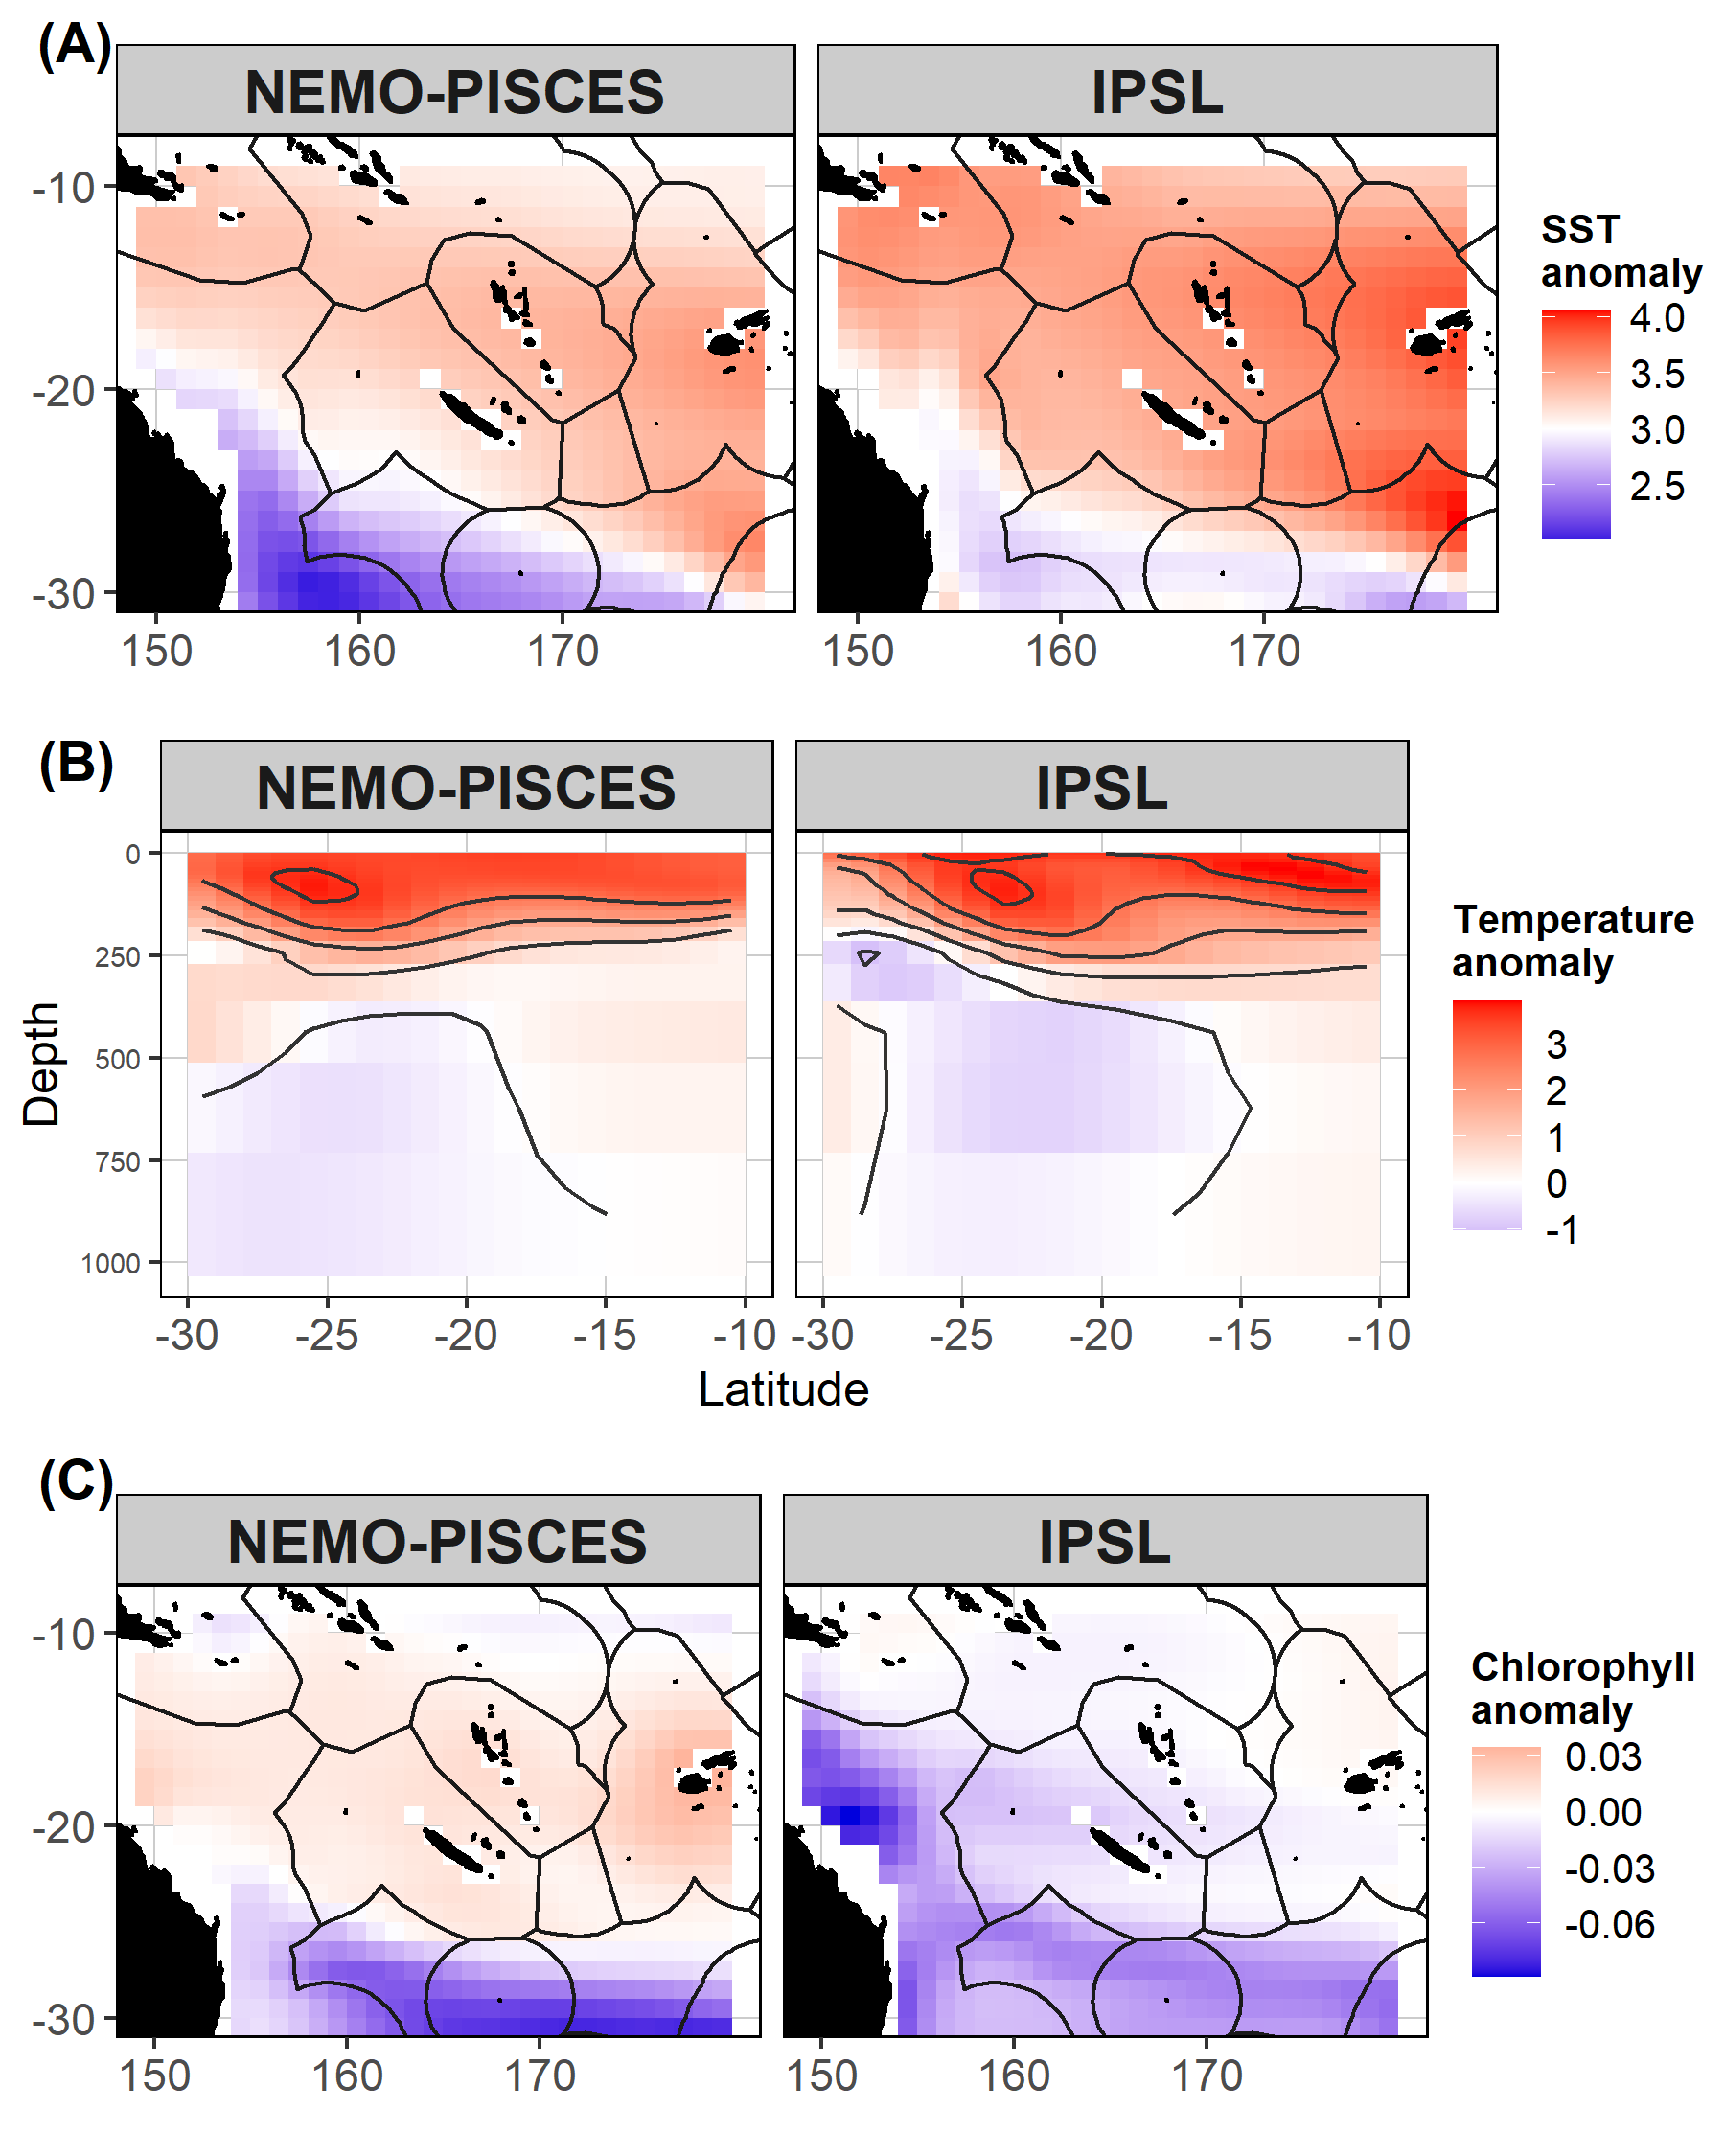 (A)
NEMO-PISCES
IPSL
-10
-20
-30
150
160
170
150
160
170
SST
anomaly
4.0
3.5
3.0
2.5
(B)
NEMO-PISCES
IPSL
Depth
0
250
500
750
1000
-30
-25
-20
-15
-10
-30
-25
-20
-15
-10
Latitude
Temperature
anomaly
3
2
1
0
-1
(C)
NEMO-PISCES
IPSL
-10
-20
-30
150
160
170
150
160
170
Chlorophyll
anomaly
0.03
0.00
-0.03
-0.06